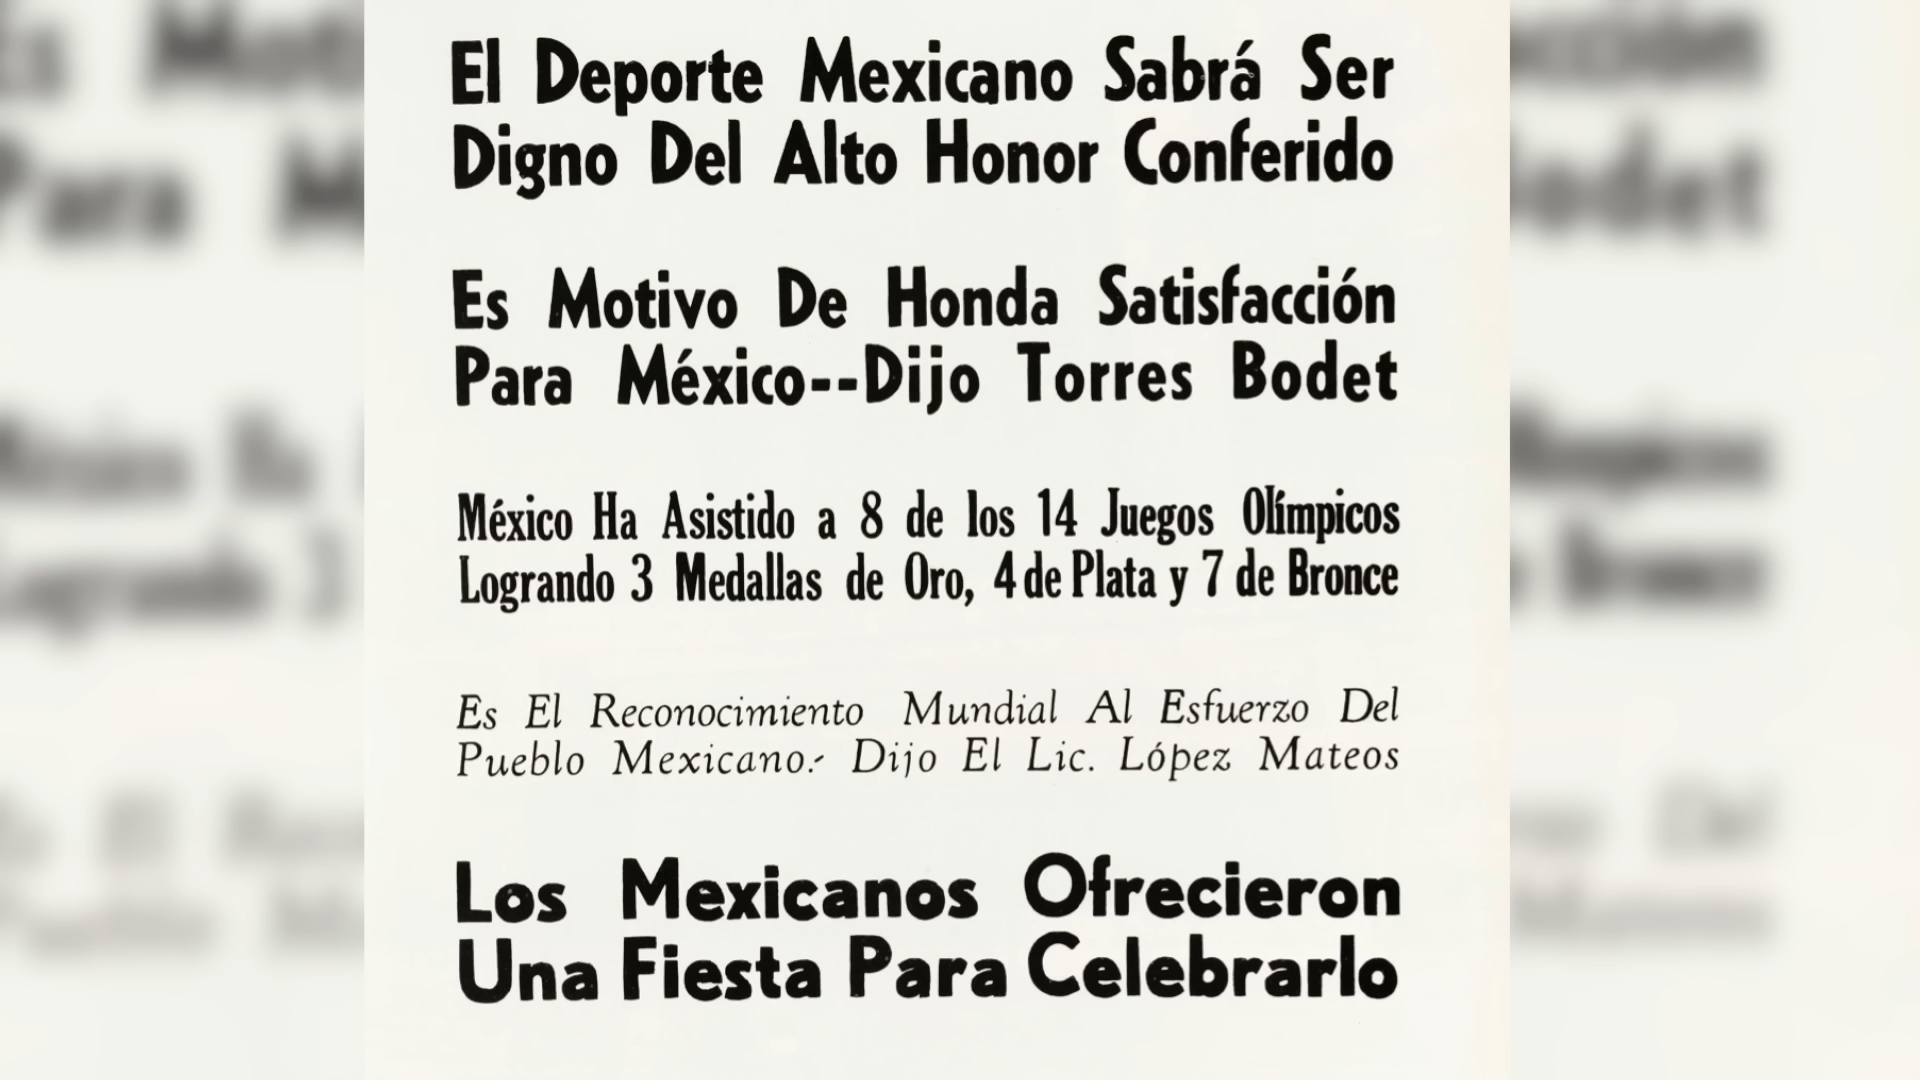 El Deporte Mexicano Sabrá Ser
Digno Del Alto Honor Conferido
Es Motivo De Honda Satisfacción
Para México--Dijo Torres Bodet
México Ha Asistido a 8 de los 14 Juegos Olímpicos
Logrando 3 Medallas de Oro, 4 de Plata y 7 de Bronce
Es El Reconocimiento Mundial Al Esfuerzo Del
Pueblo Mexicano.- Dijo El Lic. López Mateos
Los Mexicanos Ofrecieron
Una Fiesta Para Celebrarlo